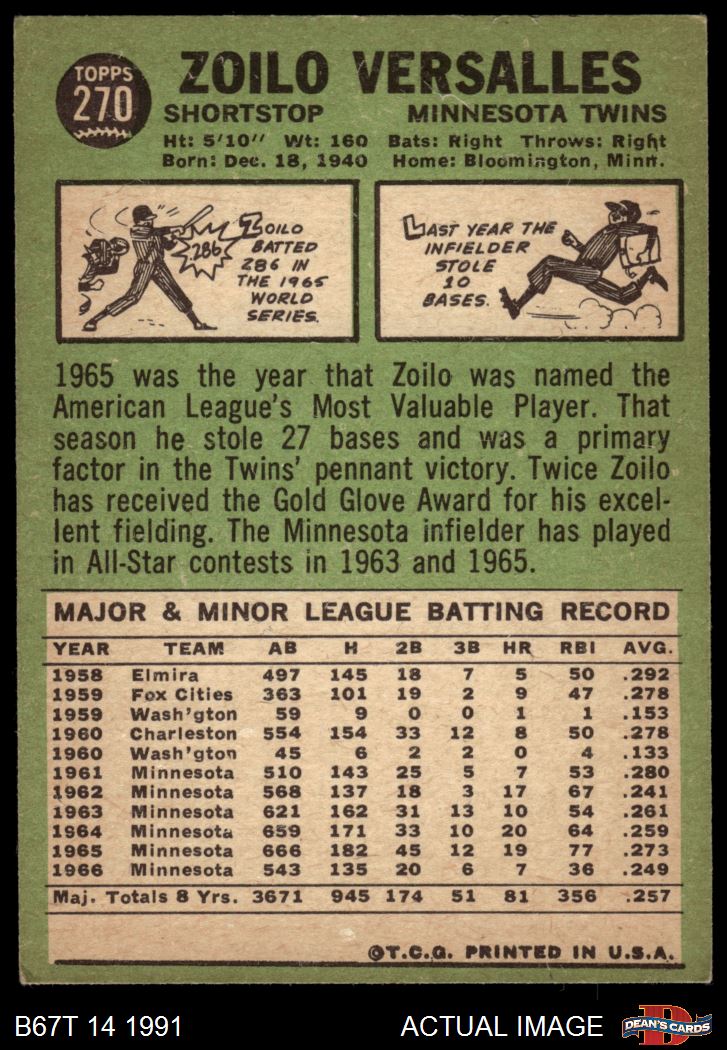 TOPPS
270
ZOILO VERSALLES
SHORTSTOP MINNESOTA TWINS
Ht: 5'10" Wt: 160 Bats: Right Throws: Right
Born: Dec. 18, 1940 Home: Bloomington, Minn.
.286
ZOILO
BATTED
.286 IN
THE 1965
WORLD
SERIES.
LAST YEAR THE
INFIELDER
STOLE
10
BASES.
1965 was the year that Zoilo was named the
American League's Most Valuable Player. That
season he stole 27 bases and was a primary
factor in the Twins' pennant victory. Twice Zoilo
has received the Gold Glove Award for his excel-
lent fielding. The Minnesota infielder has played
in All-Star contests in 1963 and 1965.
MAJOR & MINOR LEAGUE BATTING RECORD
YEAR TEAM AB H 2B 3B HR RBI AVG.
1958 Elmira 497 145 18 7 5 50 .292
1959 Fox Cities 363 101 19 2 9 47 .278
1959 Wash'gton 59 9 0 0 1 1 .153
1960 Charleston 554 154 33 12 8 50 .278
1960 Wash'gton 45 6 2 2 0 4 .133
1961 Minnesota 510 143 25 5 7 53 .280
1962 Minnesota 568 137 18 3 17 67 .241
1963 Minnesota 621 162 31 13 10 54 .261
1964 Minnesota 659 171 33 10 20 64 .259
1965 Minnesota 666 182 45 12 19 77 .273
1966 Minnesota 543 135 20 6 7 36 .249
Maj. Totals 8 Yrs. 3671 945 174 51 81 356 .257
©T.C.G. PRINTED IN U.S.A.
B67T 14 1991 ACTUAL IMAGE
D
DEAN'S CARDS